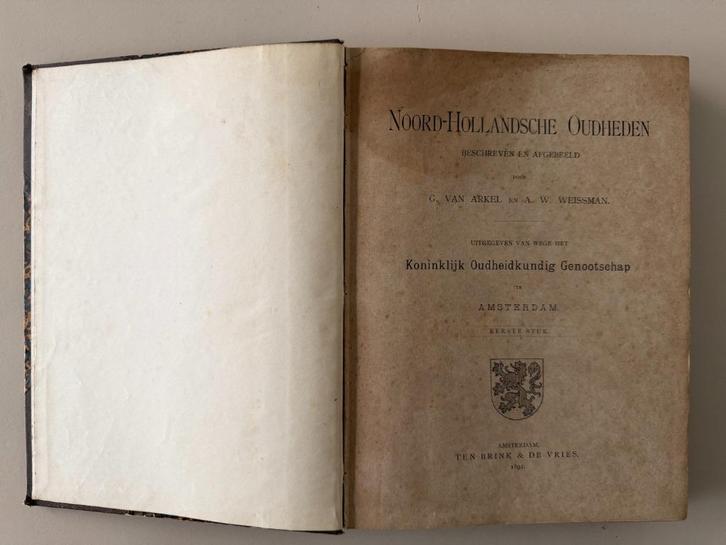 NOORD-HOLLANDSCHE OUDHEDEN
BESCHREVEN EN AFGEBEELD
DOOR
G. VAN ARKEL EN A. W. WEISSMAN.
UITGEGEVEN VAN WEGE HET
Koninklijk Oudheidkundig Genootschap
TE
AMSTERDAM.
EERSTE STUK.
AMSTERDAM,
TEN BRINK & DE VRIES.
1891.